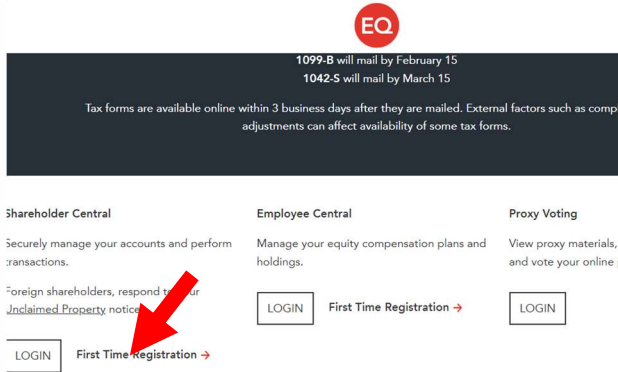 EQ
1099-B will mail by February 15
1042-S will mail by March 15
Tax forms are available online within 3 business days after they are mailed. External factors such as comp
adjustments can affect availability of some tax forms.
Shareholder Central
Securely manage your accounts and perform
transactions.
Foreign shareholders, respond to
Unclaimed Property notice
LOGIN First Time Registration →
Employee Central
Manage your equity compensation plans and
holdings.
LOGIN First Time Registration →
Proxy Voting
View proxy materials,
and vote your online
LOGIN